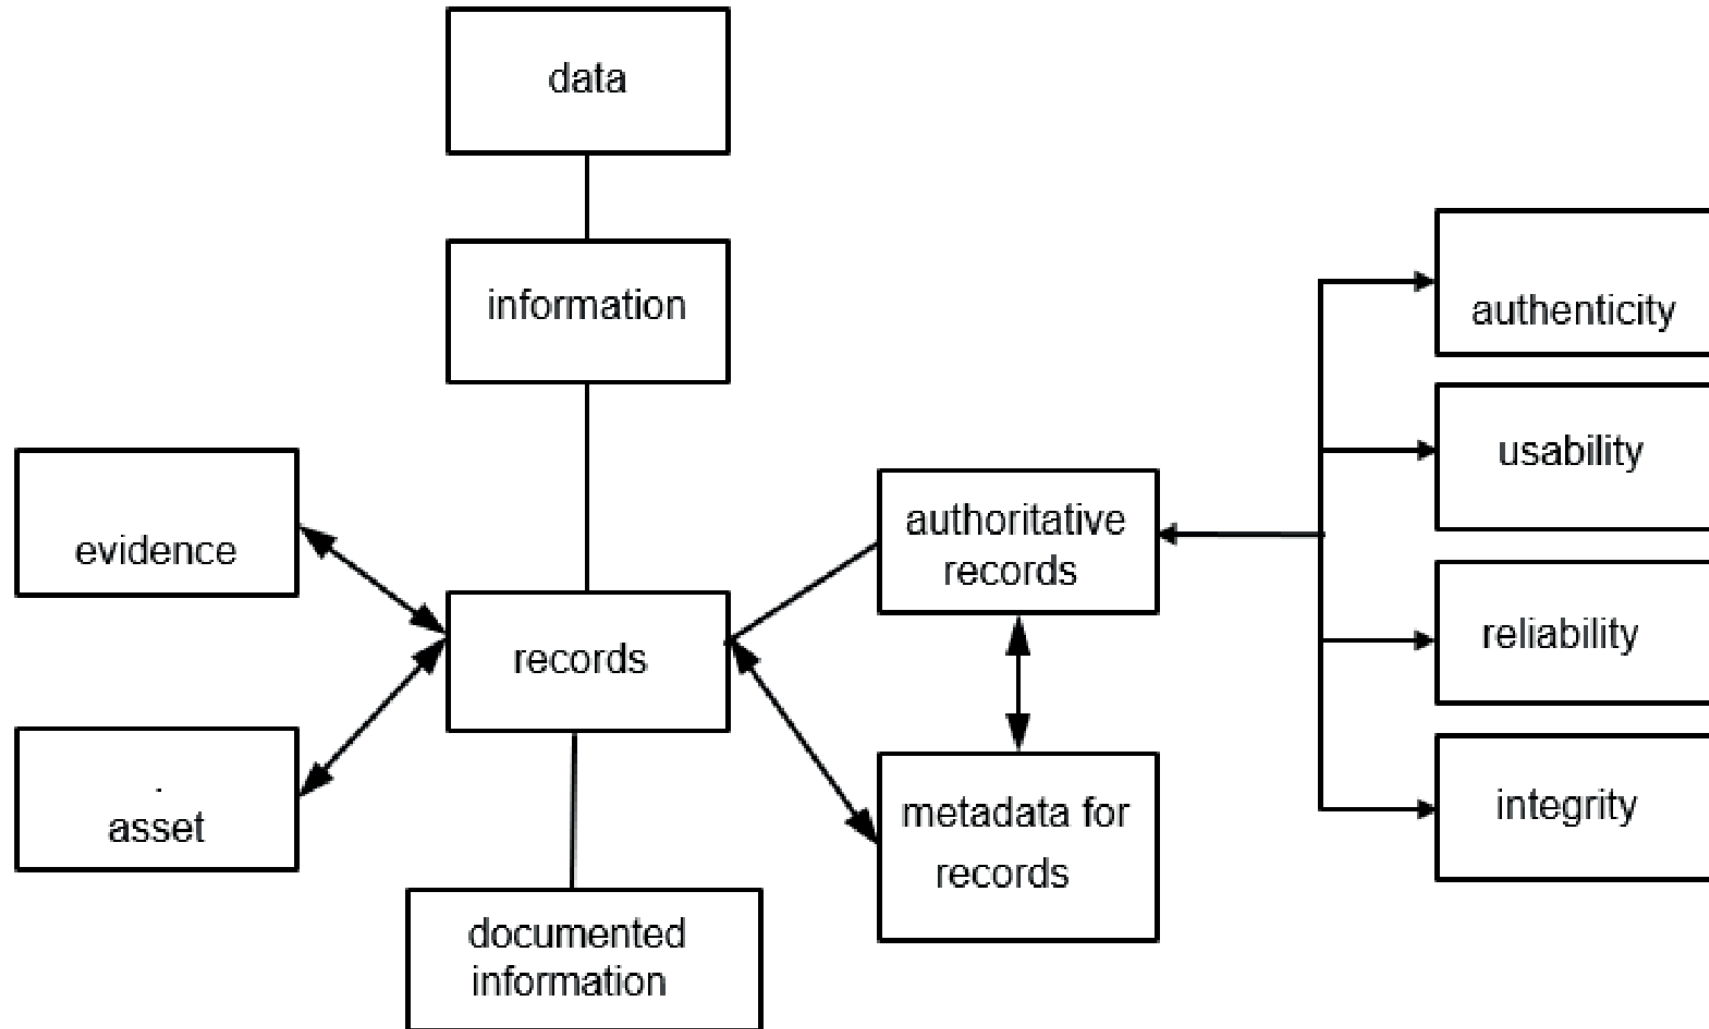 data
information
authenticity
usability
evidence
authoritative
records
records
reliability
.
asset
metadata for
records
integrity
documented
information